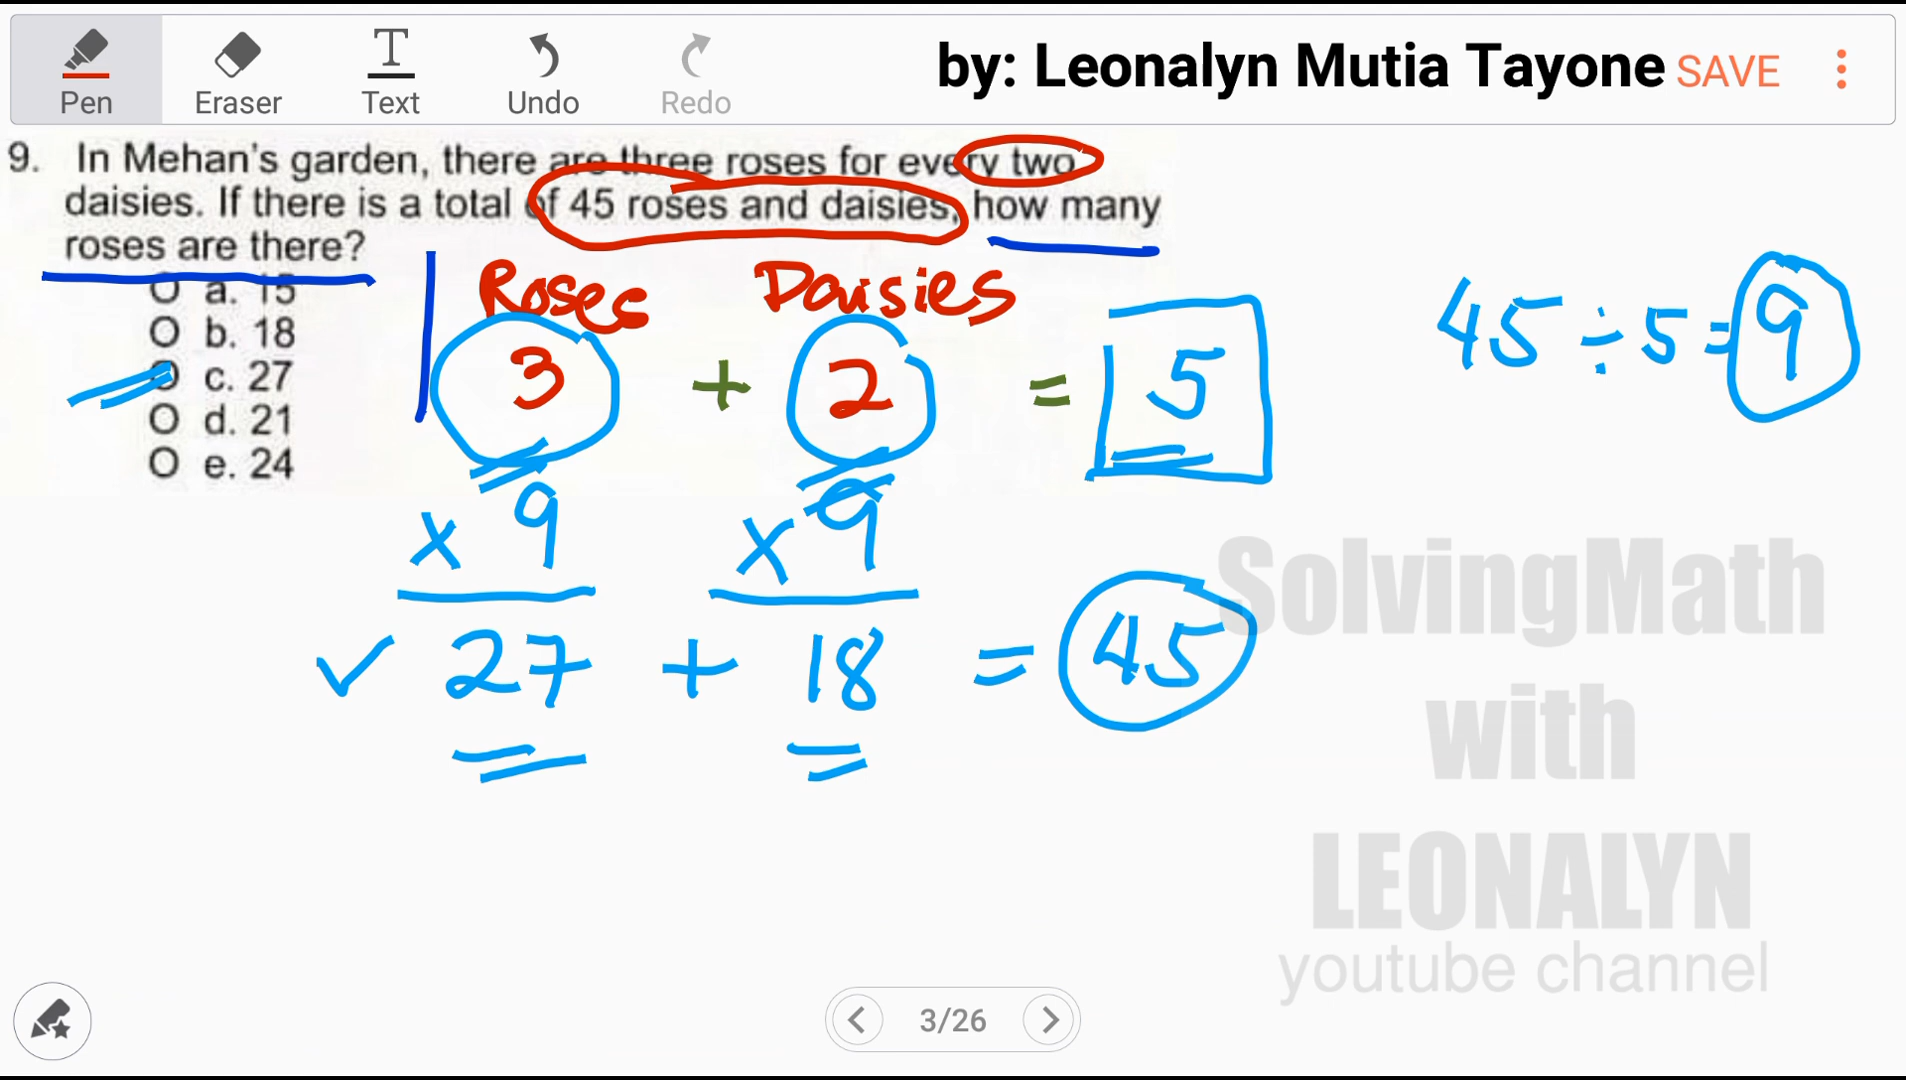 by: Leonalyn Mutia Tayone SAVE
Pen Eraser Text Undo Redo
9. In Mehan's garden, there are three roses for every two
daisies. If there is a total of 45 roses and daisies, how many
roses are there?
O a. 15
O b. 18
O c. 27
O d. 21
O e. 24
Roses Daisies
3 + 2 = 5
45 ÷ 5 = 9
x 9 x 9
27 + 18 = 45
SolvingMath
with
LEONALYN
youtube channel
3/26